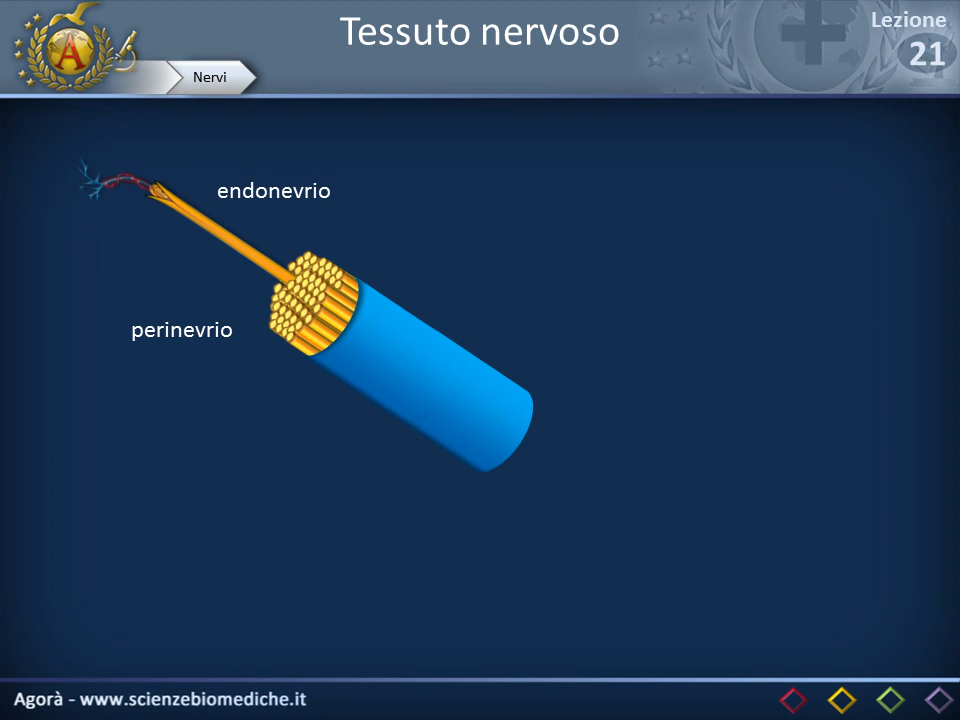 Tessuto nervoso
Lezione
21
A
Nervi
endonevrio
perinevrio
Agorà - www.scienzebiomediche.it